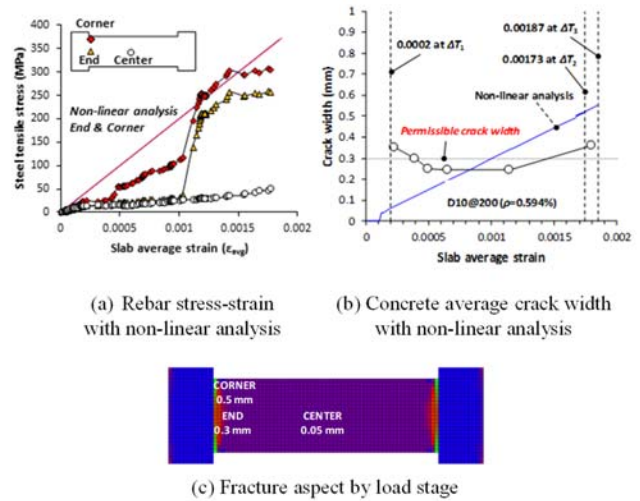 Steel tensile stress (MPa)
400
350
300
250
200
150
100
50
0
Corner
End
Center
Non-linear analysis
End & Corner
0
0.0005
0.001
0.0015
0.002
Slab average strain (εavg)
(a) Rebar stress-strain
with non-linear analysis
Crack width (mm)
1
0.9
0.8
0.7
0.6
0.5
0.4
0.3
0.2
0.1
0
0.0002 at ΔT1
0.00187 at ΔT3
0.00173 at ΔT2
Non-linear analysis
Permissible crack width
D10@200 (ρ=0.594%)
0
0.0005
0.001
0.0015
0.002
Slab average strain
(b) Concrete average crack width
with non-linear analysis
CORNER
0.5 mm
END
0.3 mm
CENTER
0.05 mm
(c) Fracture aspect by load stage